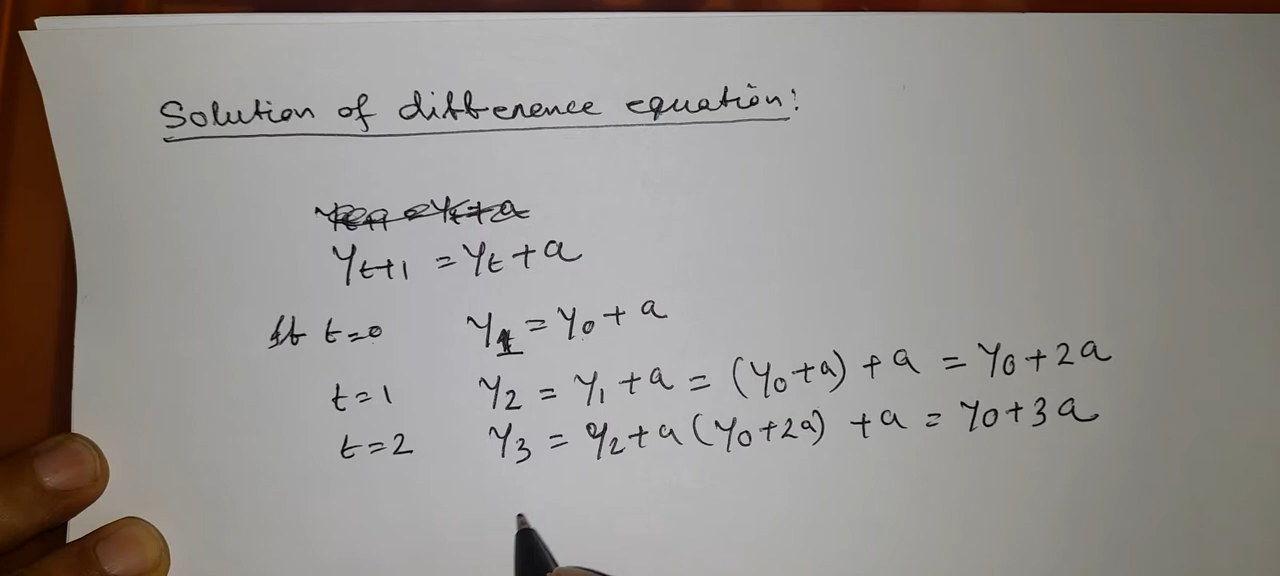 Solution of difference equation:
Yt+1 = Yt + a
If t=0 Y1 = Y0 + a
t=1 Y2 = Y1 + a = (Y0 + a) + a = Y0 + 2a
t=2 Y3 = Y2 + a (Y0 + 2a) + a = Y0 + 3a